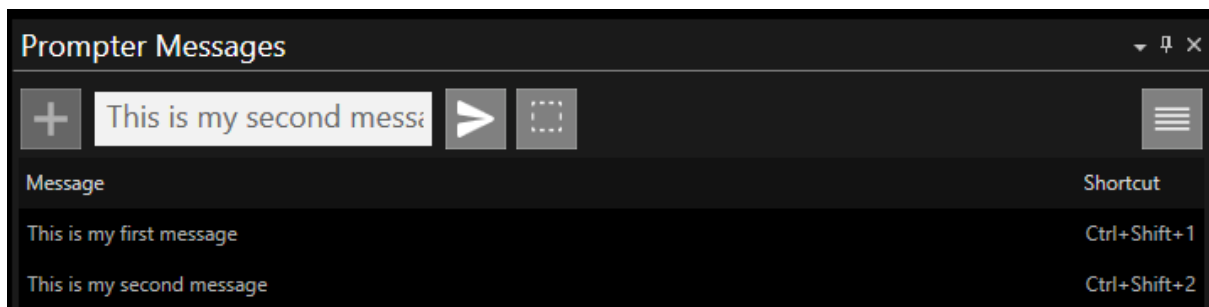 Prompter Messages
This is my second messa
Message Shortcut
This is my first message Ctrl+Shift+1
This is my second message Ctrl+Shift+2